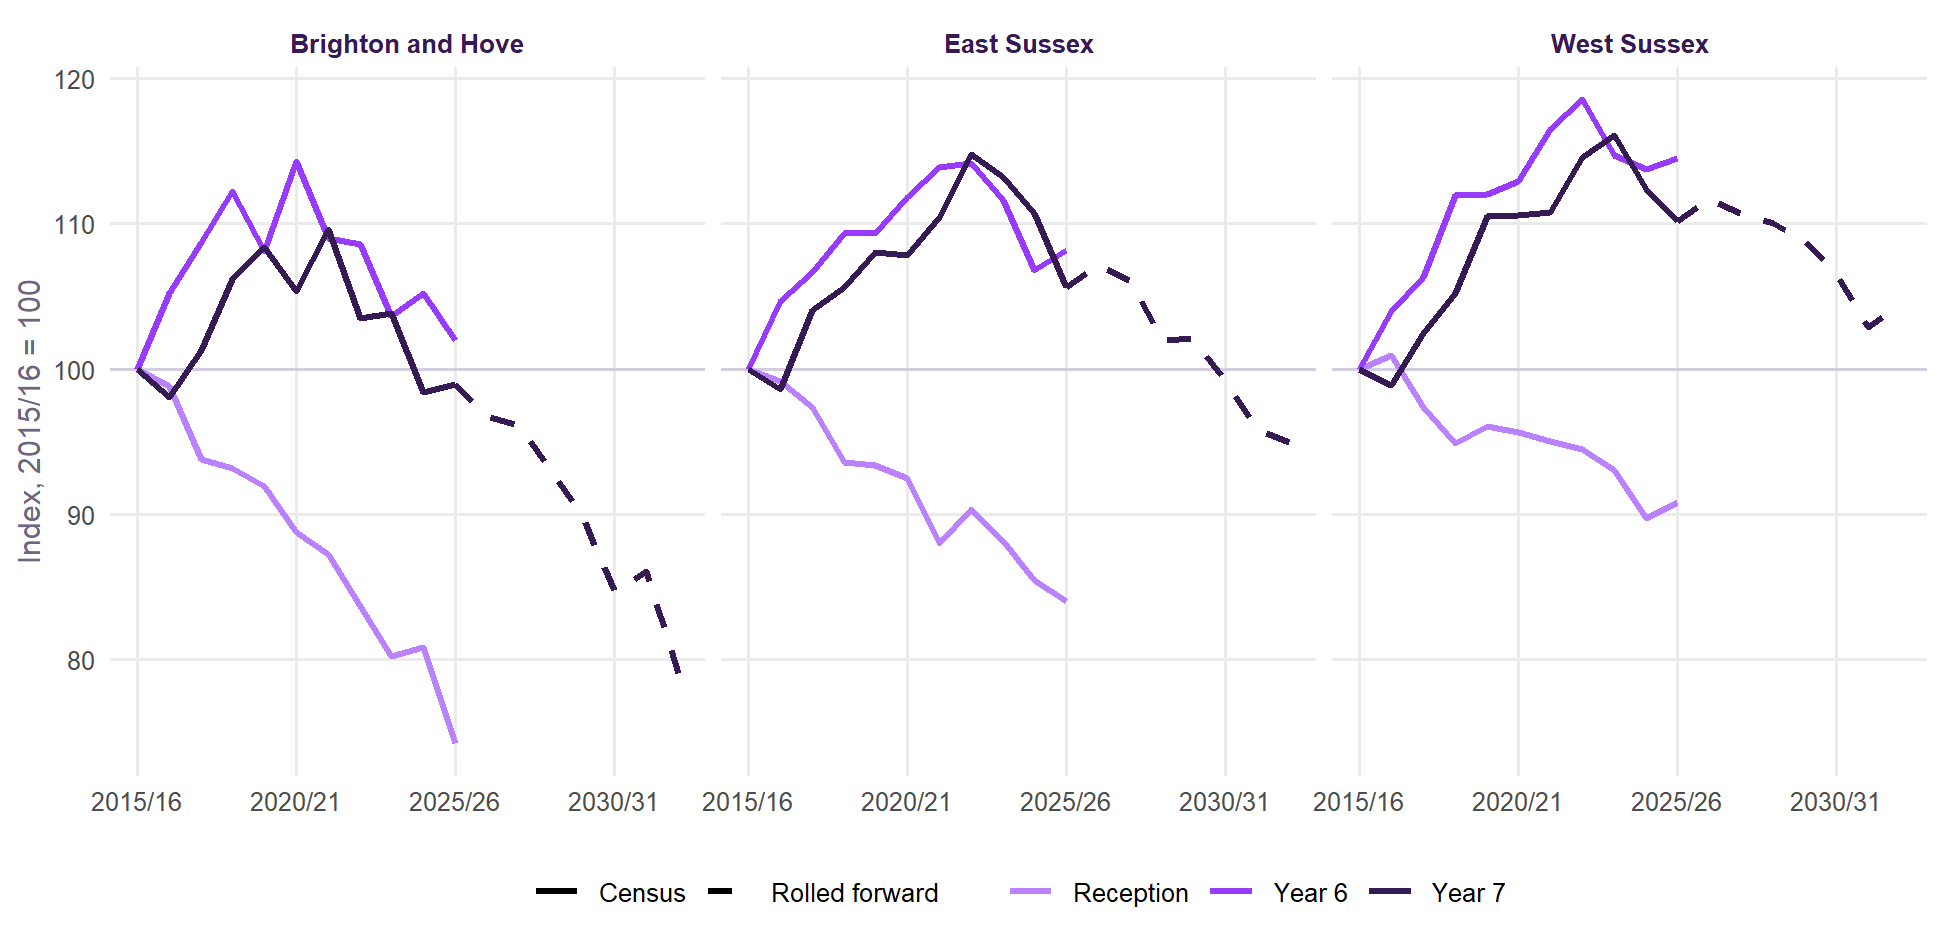 Brighton and Hove
East Sussex
West Sussex
Index, 2015/16 = 100
120
110
100
90
80
2015/16 2020/21 2025/26 2030/31 2015/16 2020/21 2025/26 2030/31 2015/16 2020/21 2025/26 2030/31
Census Rolled forward Reception Year 6 Year 7